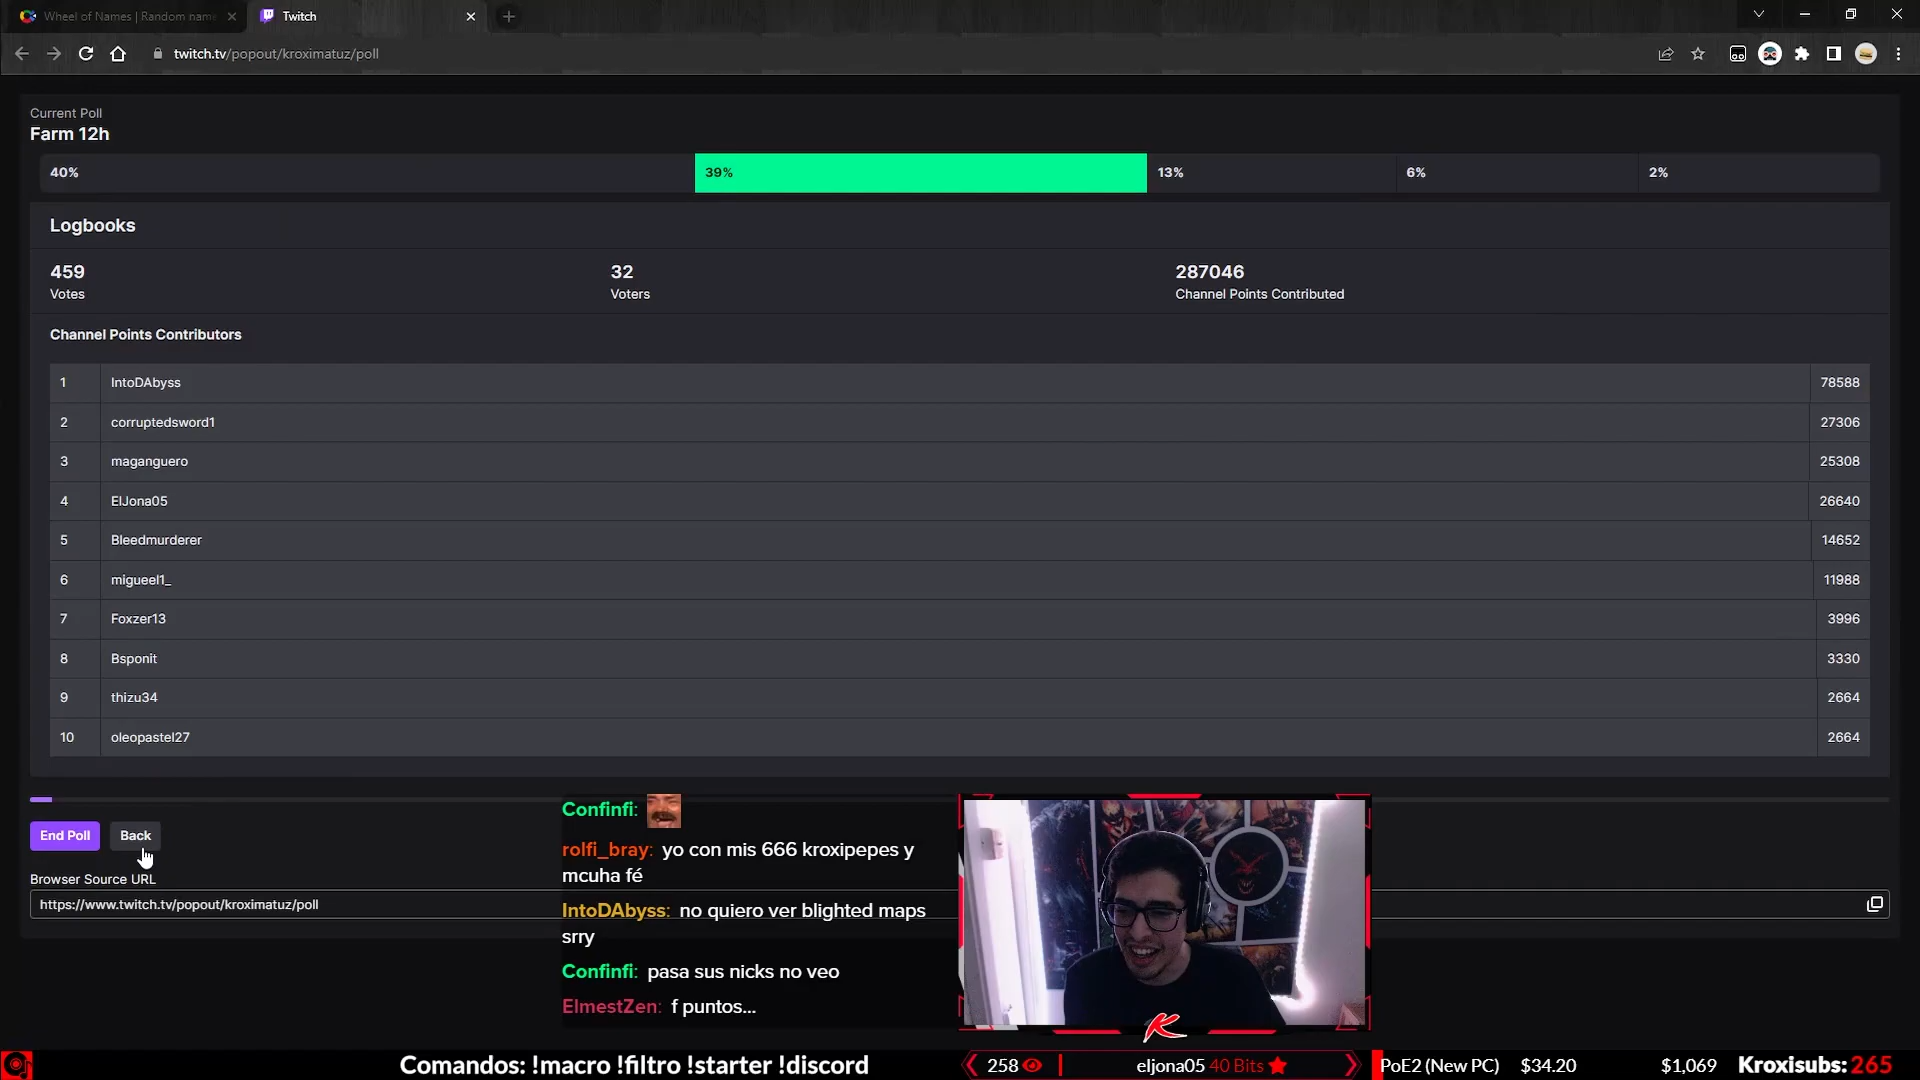 Wheel of Names | Random name
Twitch
twitch.tv/popout/kroximatuz/poll
Current Poll
Farm 12h
40% 39% 13% 6% 2%
Logbooks
459 32 287046
Votes Voters Channel Points Contributed
Channel Points Contributors
1 IntoDAbyss 78588
2 corruptedsword1 27306
3 maganguero 25308
4 ElJona05 26640
5 Bleedmurderer 14652
6 migueel1_ 11988
7 Foxzer13 3996
8 Bsponit 3330
9 thizu34 2664
10 oleopastel27 2664
End Poll Back
Browser Source URL
https://www.twitch.tv/popout/kroximatuz/poll
Confinfi:
rolfi_bray: yo con mis 666 kroxipepes y
mcuha fé
IntoDAbyss: no quiero ver blighted maps
srry
Confinfi: pasa sus nicks no veo
ElmestZen: f puntos...
Comandos: !macro !filtro !starter !discord
258 eljona05 40 Bits
PoE2 (New PC) $34.20 $1,069 Kroxisubs: 265